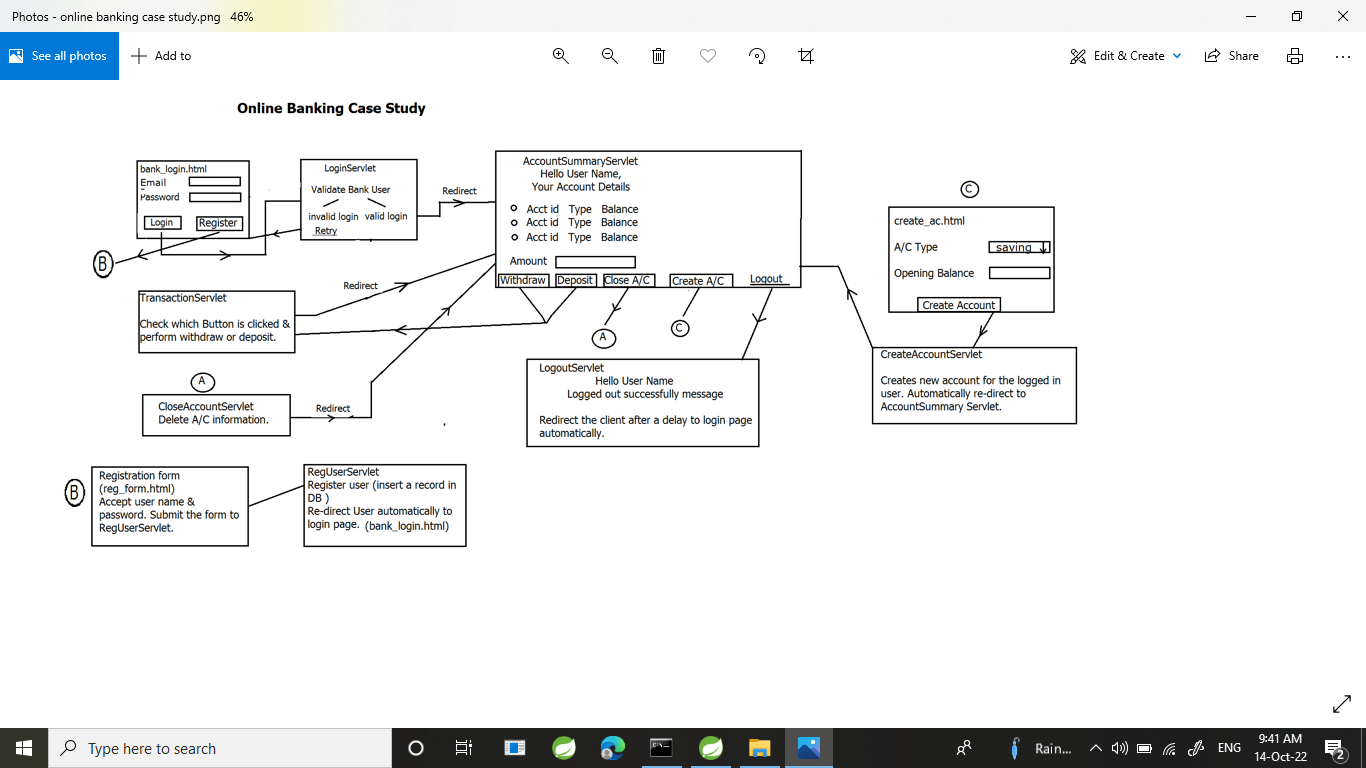 Photos - online banking case study.png 46%
See all photos
Add to
Edit & Create
Share
Online Banking Case Study
bank_login.html
Email
Password
Login
Register
LoginServlet
Validate Bank User
invalid login valid login
Retry
Redirect
AccountSummaryServlet
Hello User Name,
Your Account Details
Acct id Type Balance
Acct id Type Balance
Acct id Type Balance
Amount
Withdraw
Deposit
Close A/C
Create A/C
Logout
C
create_ac.html
A/C Type
saving
Opening Balance
Create Account
B
TransactionServlet
Check which Button is clicked &
perform withdraw or deposit.
Redirect
A
C
LogoutServlet
Hello User Name
Logged out successfully message
Redirect the client after a delay to login page
automatically.
CreateAccountServlet
Creates new account for the logged in
user. Automatically re-direct to
AccountSummary Servlet.
A
CloseAccountServlet
Delete A/C information.
Redirect
B
Registration form
(reg_form.html)
Accept user name &
password. Submit the form to
RegUserServlet.
RegUserServlet
Register user (insert a record in
DB )
Re-direct User automatically to
login page. (bank_login.html)
Type here to search
Rain...
ENG
9:41 AM
14-Oct-22
2